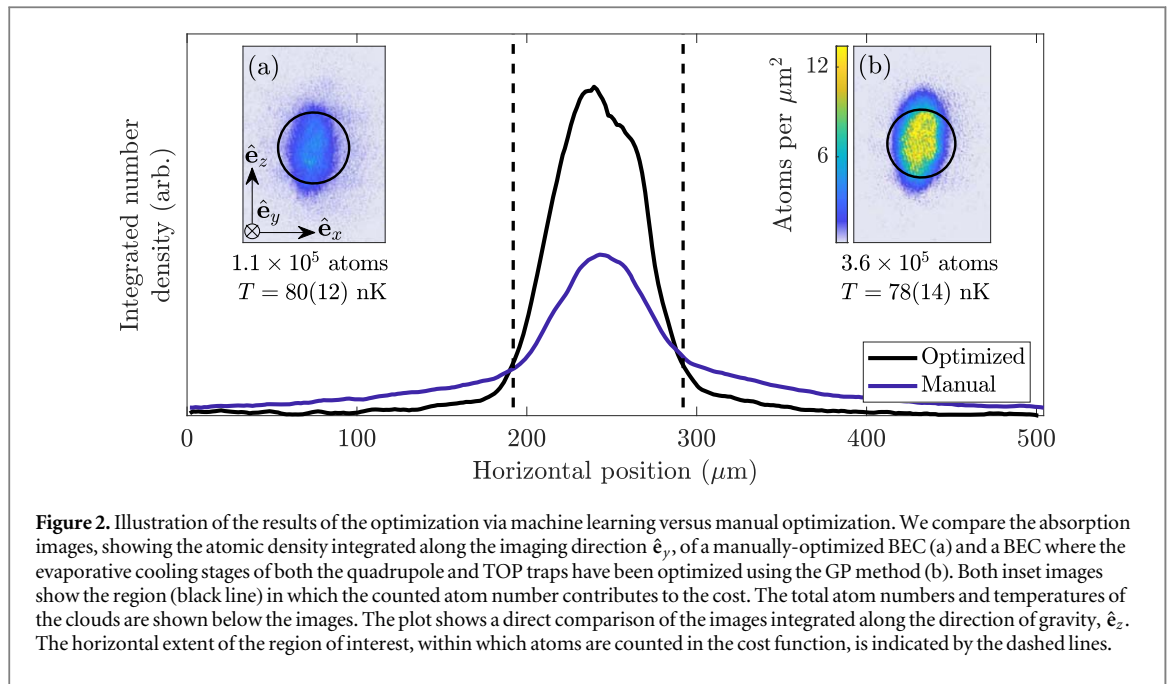 (a)
ê_z
ê_y
ê_x
1.1 × 10⁵ atoms
T = 80(12) nK
Atoms per μm²
12
6
(b)
3.6 × 10⁵ atoms
T = 78(14) nK
Integrated number
density (arb.)
Optimized
Manual
0 100 200 300 400 500
Horizontal position (μm)
Figure 2. Illustration of the results of the optimization via machine learning versus manual optimization. We compare the absorption
images, showing the atomic density integrated along the imaging direction ê_y, of a manually-optimized BEC (a) and a BEC where the
evaporative cooling stages of both the quadrupole and TOP traps have been optimized using the GP method (b). Both inset images
show the region (black line) in which the counted atom number contributes to the cost. The total atom numbers and temperatures of
the clouds are shown below the images. The plot shows a direct comparison of the images integrated along the direction of gravity, ê_z.
The horizontal extent of the region of interest, within which atoms are counted in the cost function, is indicated by the dashed lines.